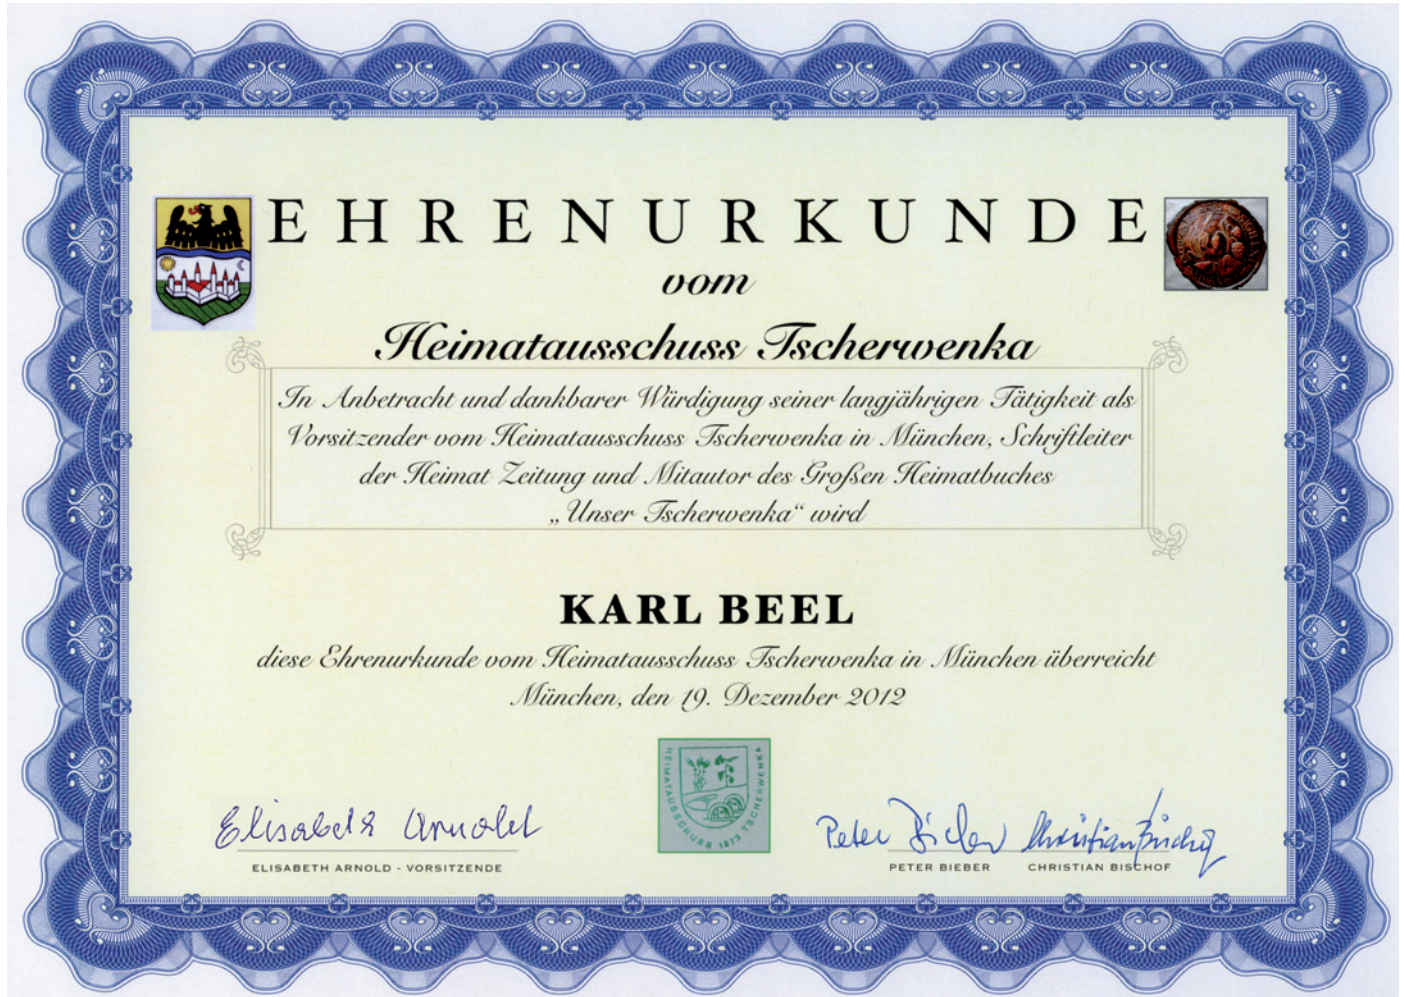 EHRENURKUNDE
vom
Heimatausschuss Tscherwenka
In Anbetracht und dankbarer Würdigung seiner langjährigen Tätigkeit als
Vorsitzender vom Heimatausschuss Tscherwenka in München, Schriftleiter
der Heimat Zeitung und Mitautor des Großen Heimatbuches
„Unser Tscherwenka“ wird
KARL BEEL
diese Ehrenurkunde vom Heimatausschuss Tscherwenka in München überreicht
München, den 19. Dezember 2012
HEIMATAUSSCHUSS 1913 TSCHERWENKA
Elisabeth Arnold
Peter Bieber Christian Bischof
ELISABETH ARNOLD - VORSITZENDE
PETER BIEBER CHRISTIAN BISCHOF